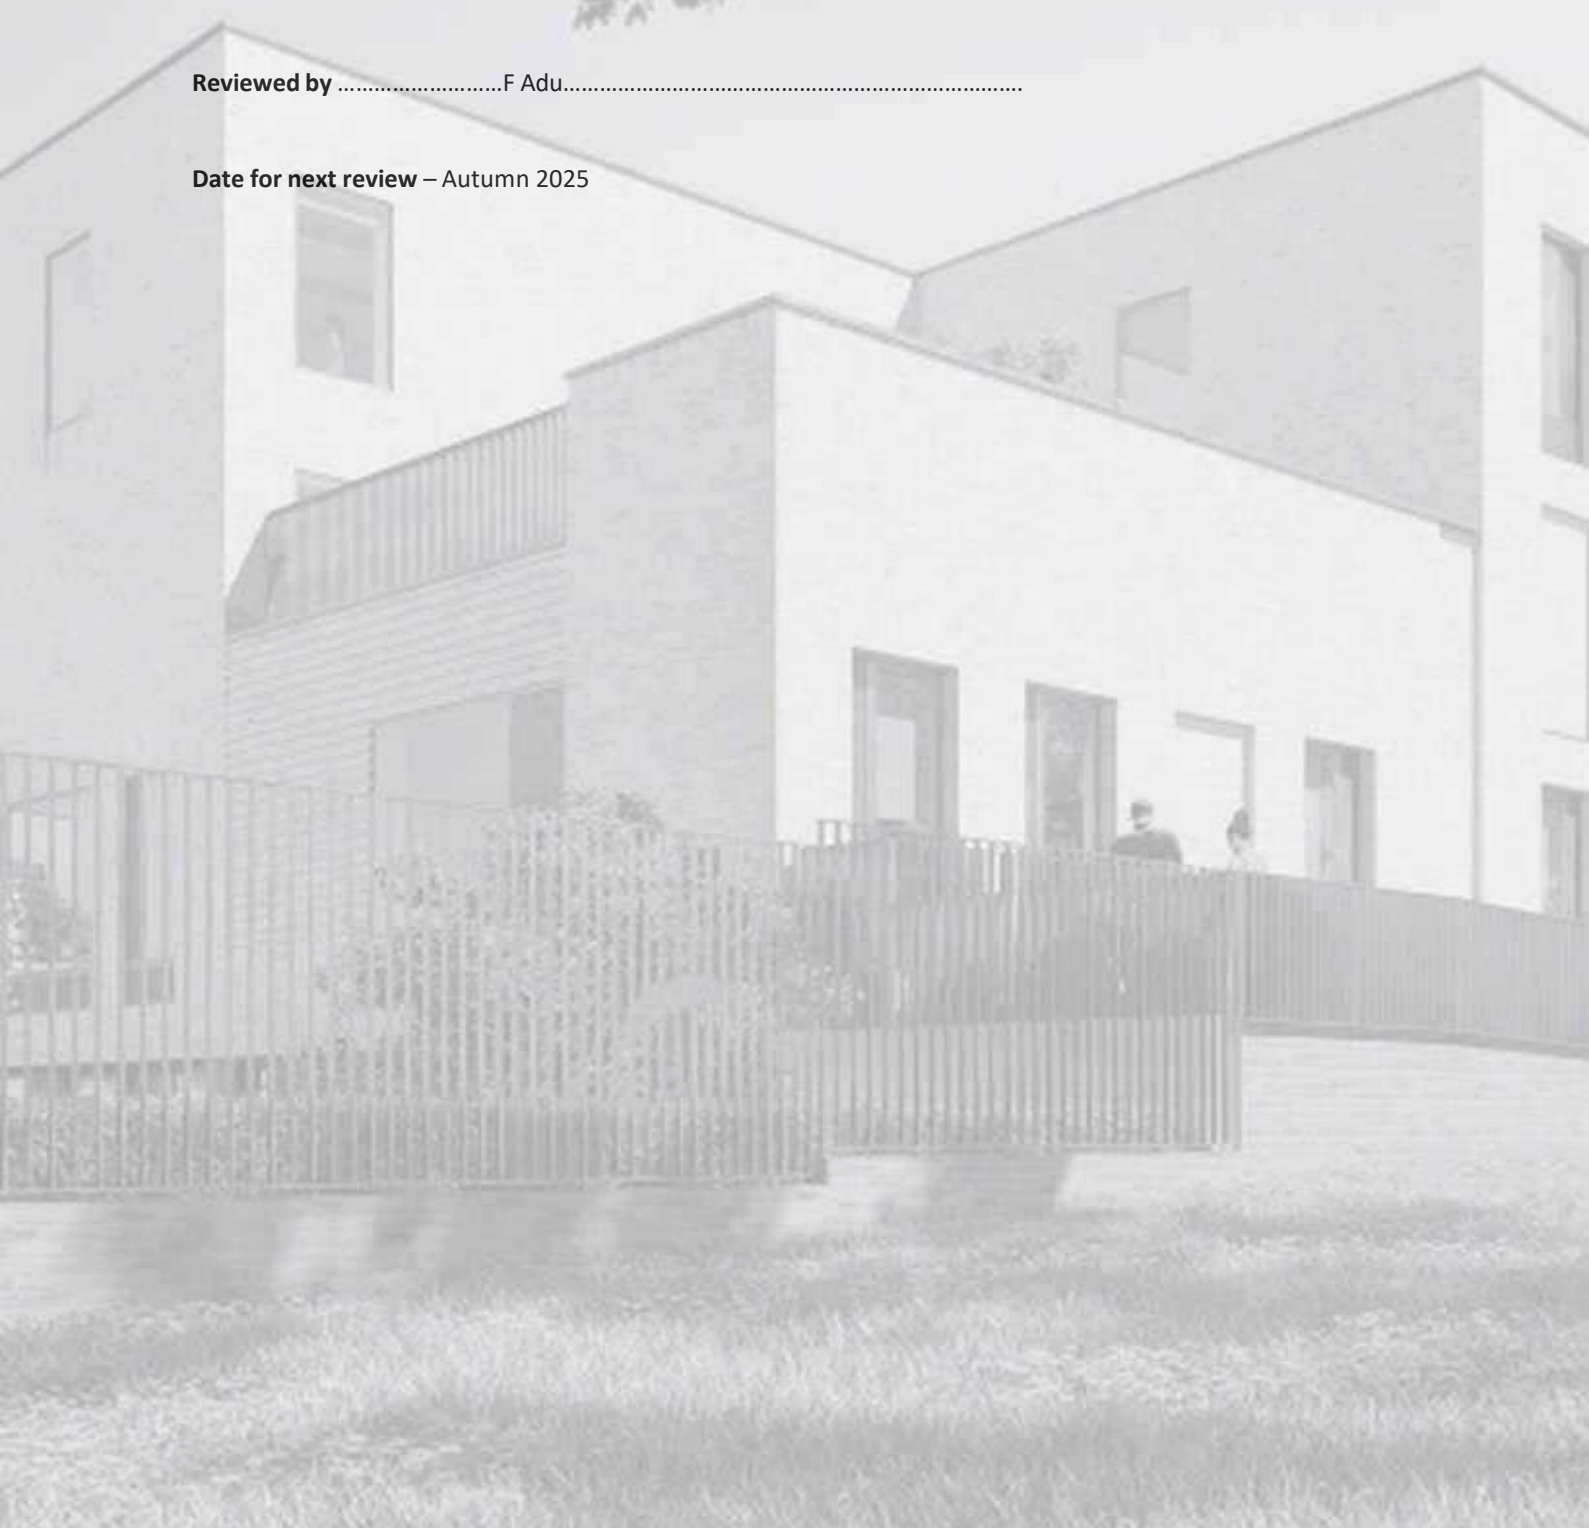 Reviewed by ……………………F Adu…………………………………………………….
Date for next review – Autumn 2025